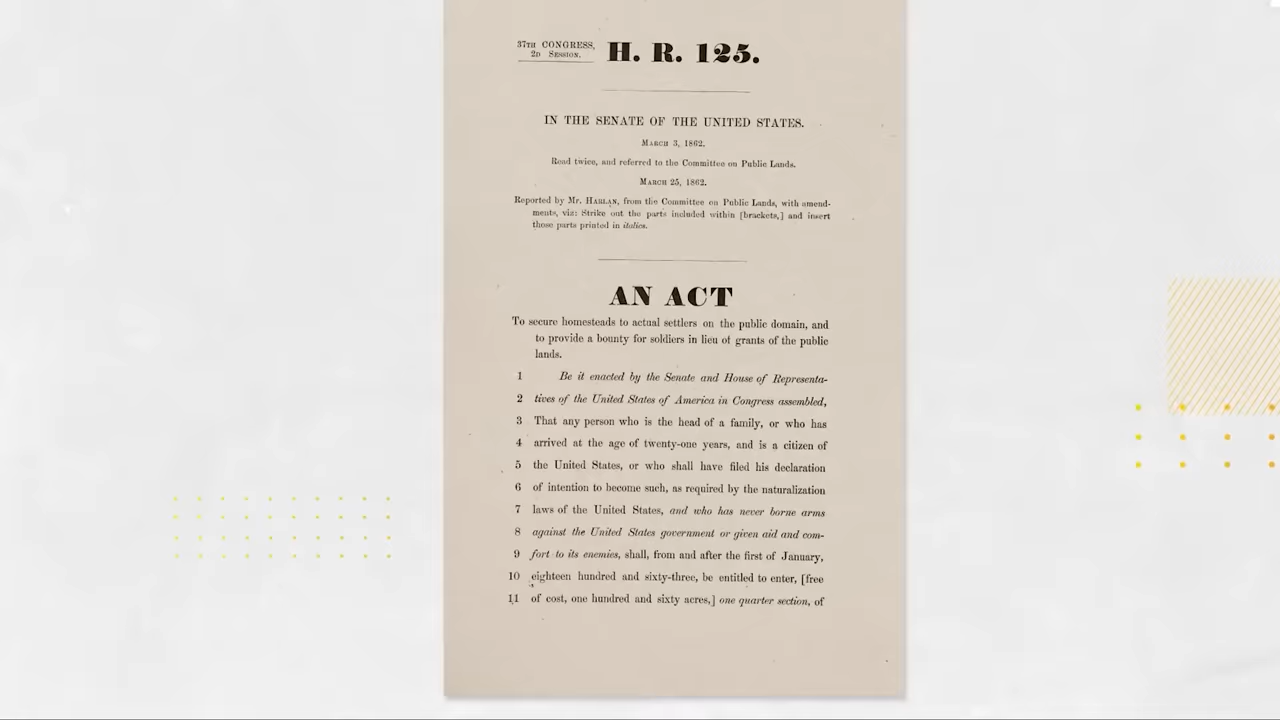 37TH CONGRESS,
2D SESSION.
H. R. 125.
IN THE SENATE OF THE UNITED STATES.
MARCH 3, 1862.
Read twice, and referred to the Committee on Public Lands.
MARCH 25, 1862.
Reported by Mr. HARLAN, from the Committee on Public Lands, with amend-
ments, viz: Strike out the parts included within [brackets,] and insert
those parts printed in italics.
AN ACT
To secure homesteads to actual settlers on the public domain, and
to provide a bounty for soldiers in lieu of grants of the public
lands.
1 Be it enacted by the Senate and House of Representa-
2 tives of the United States of America in Congress assembled,
3 That any person who is the head of a family, or who has
4 arrived at the age of twenty-one years, and is a citizen of
5 the United States, or who shall have filed his declaration
6 of intention to become such, as required by the naturalization
7 laws of the United States, and who has never borne arms
8 against the United States government or given aid and com-
9 fort to its enemies, shall, from and after the first of January,
10 eighteen hundred and sixty-three, be entitled to enter, [free
11 of cost, one hundred and sixty acres,] one quarter section, of